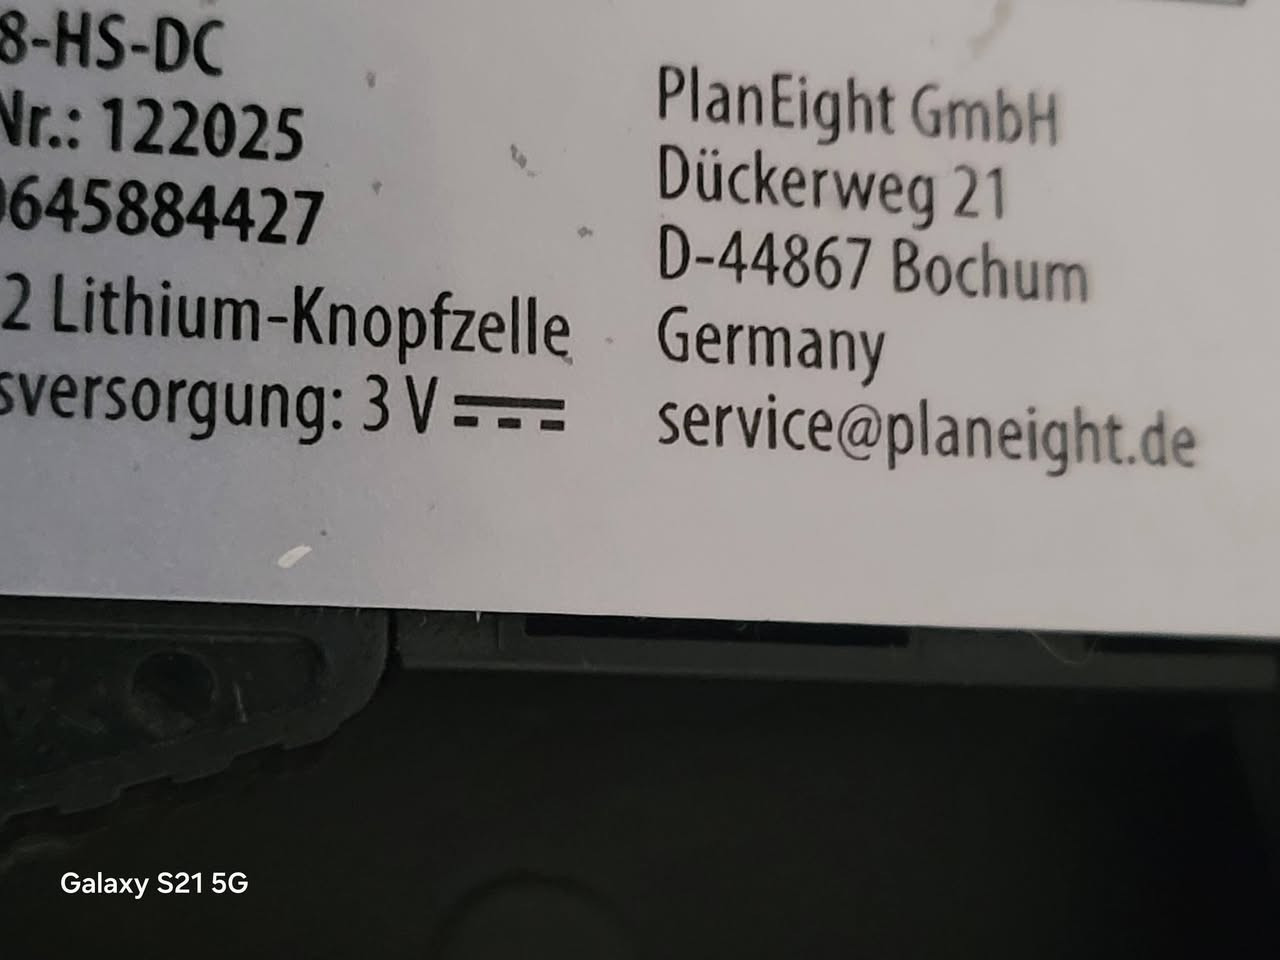 8-HS-DC
Nr.: 122025
0645884427
2 Lithium-Knopfzelle
sversorgung: 3 V
PlanEight GmbH
Dückerweg 21
D-44867 Bochum
Germany
service@planeight.de
Galaxy S21 5G